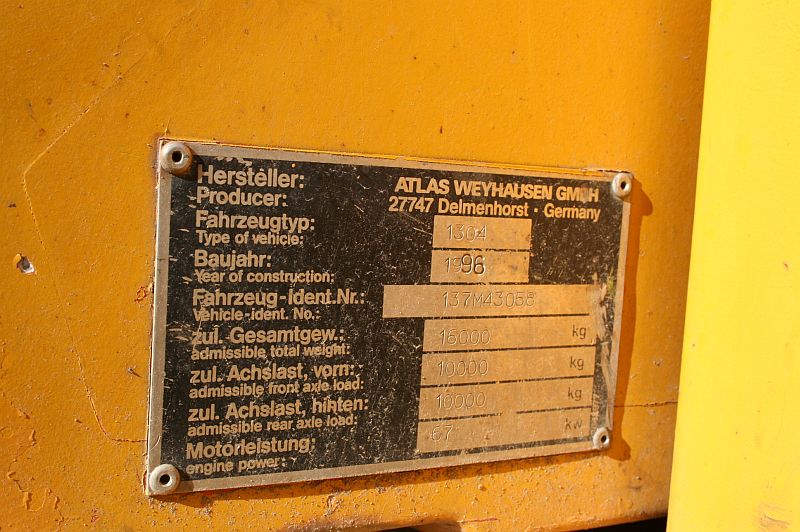 Hersteller: ATLAS WEYHAUSEN GMBH
Producer: 27747 Delmenhorst · Germany
Fahrzeugtyp: 1304
Type of vehicle:
Baujahr: 1996
Year of construction:
Fahrzeug-Ident.Nr.: 137M43058
Vehicle-ident. No.:
zul. Gesamtgew.: 16000 kg
admissible total weight:
zul. Achslast, vorn: 10000 kg
admissible front axle load:
zul. Achslast, hinten: 10000 kg
admissible rear axle load:
Motorleistung: 67 kw
engine power: